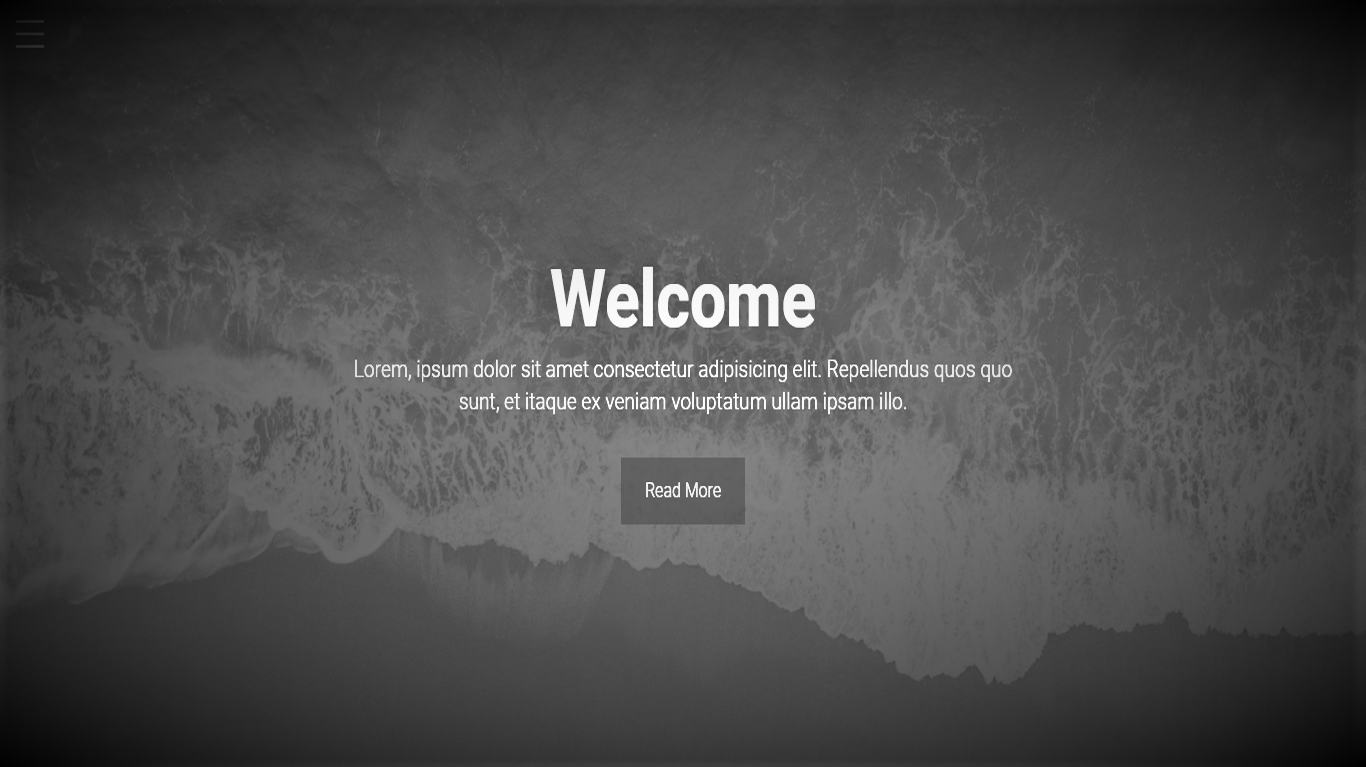 Welcome
Lorem, ipsum dolor sit amet consectetur adipisicing elit. Repellendus quos quo
sunt, et itaque ex veniam voluptatum ullam ipsam illo.
Read More